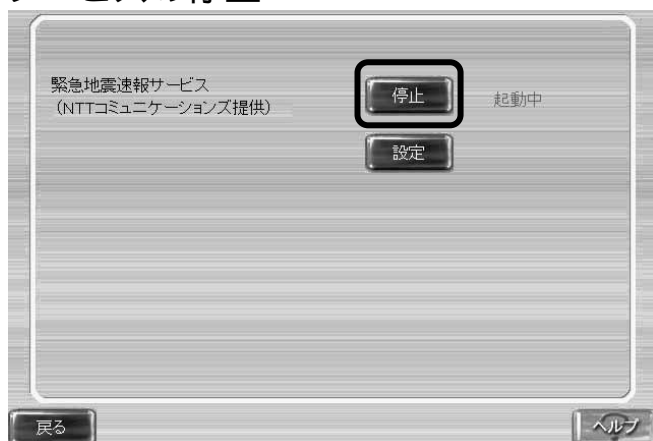 緊急地震速報サービス
(NTTコミュニケーションズ提供)
停止
起動中
設定
戻る
ヘルプ